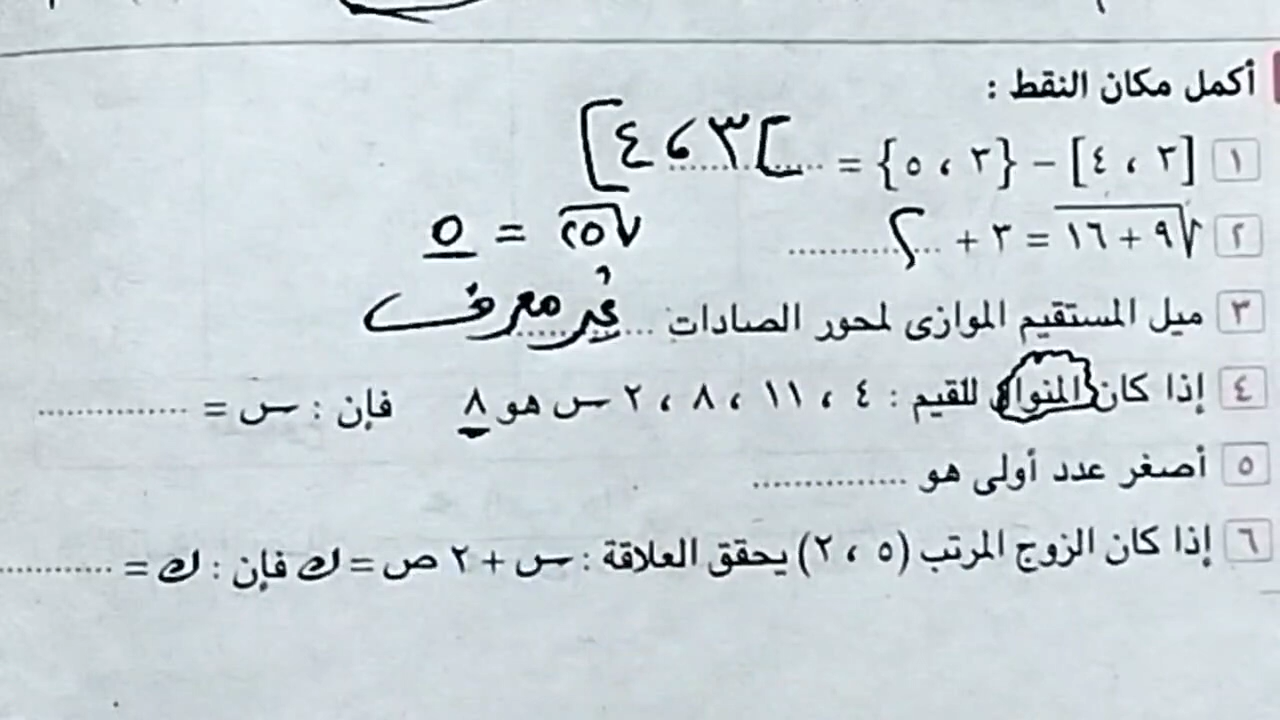 أكمل مكان النقط :
١ [٣ ، ٤] − {٣ ، ٥} = ]٣ ، ٤]
٢ √٩ + ١٦ = ٣ + ٢ √٢٥ = ٥
٣ ميل المستقيم الموازى لمحور الصادات غير معرف
٤ إذا كان المنوال للقيم : ٤ ، ١١ ، ٨ ، ٢ س هو ٨ فإن : س = ...............
٥ أصغر عدد أولى هو ...............
٦ إذا كان الزوج المرتب (٥ ، ٢) يحقق العلاقة : س + ٢ ص = ك فإن : ك = ...............